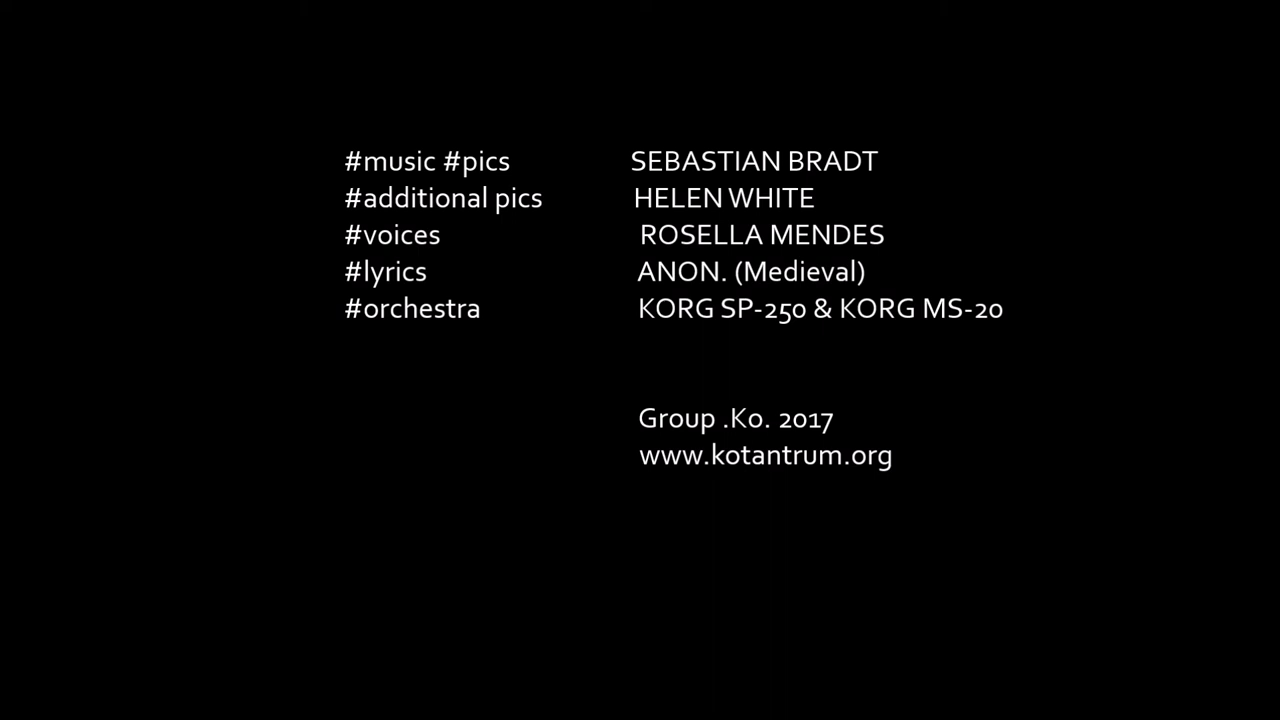 #music #pics SEBASTIAN BRADT
#additional pics HELEN WHITE
#voices ROSELLA MENDES
#lyrics ANON. (Medieval)
#orchestra KORG SP-250 & KORG MS-20
Group .Ko. 2017
www.kotantrum.org